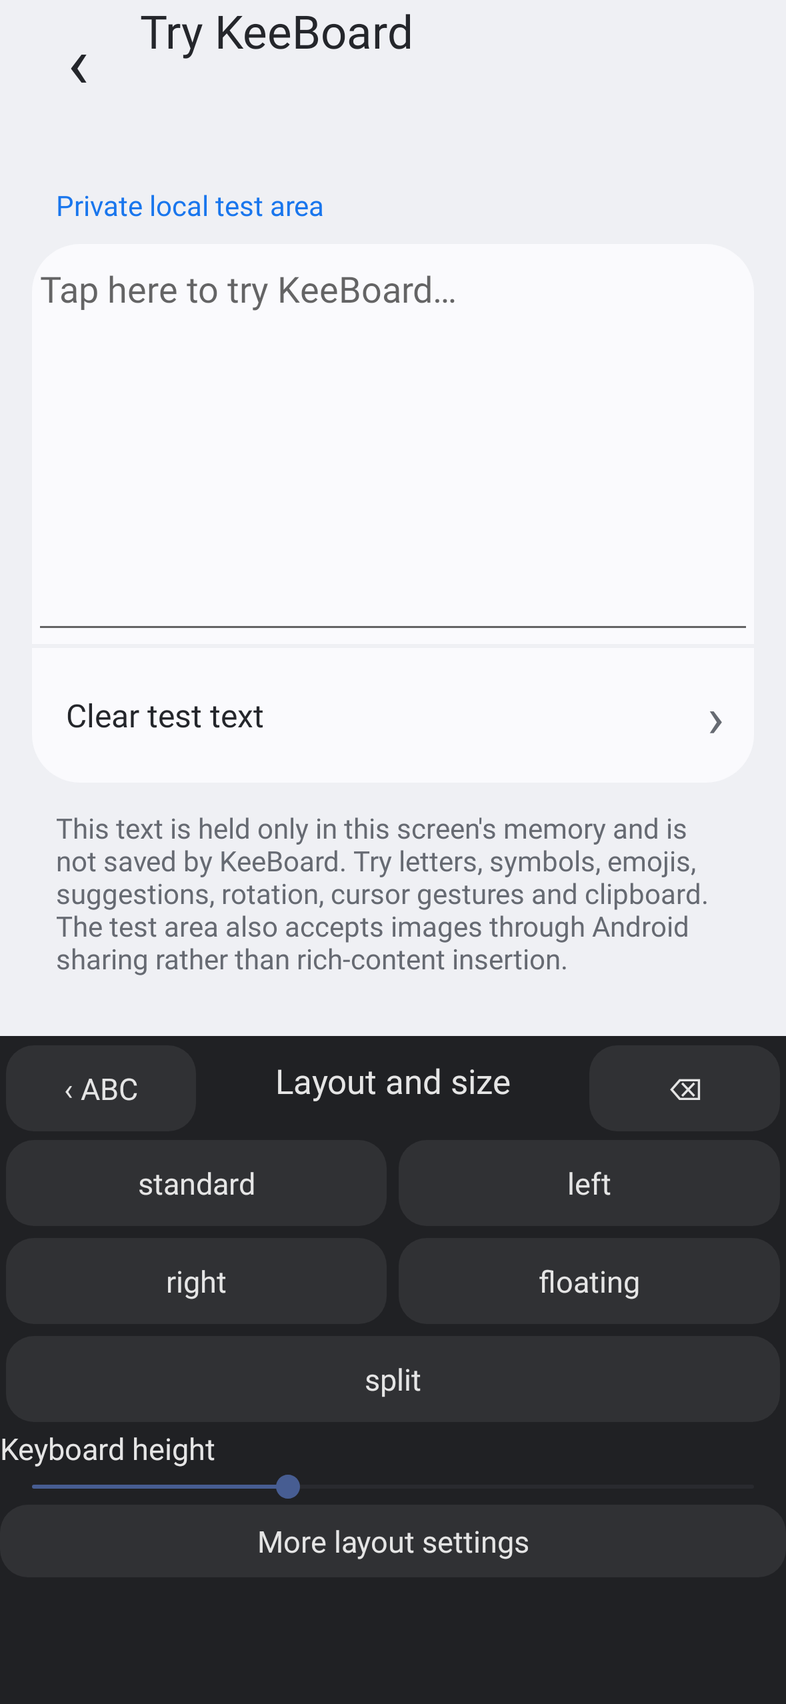 Try KeeBoard
Private local test area
Tap here to try KeeBoard...
Clear test text
This text is held only in this screen's memory and is
not saved by KeeBoard. Try letters, symbols, emojis,
suggestions, rotation, cursor gestures and clipboard.
The test area also accepts images through Android
sharing rather than rich-content insertion.
‹ ABC
Layout and size
standard
left
right
floating
split
Keyboard height
More layout settings